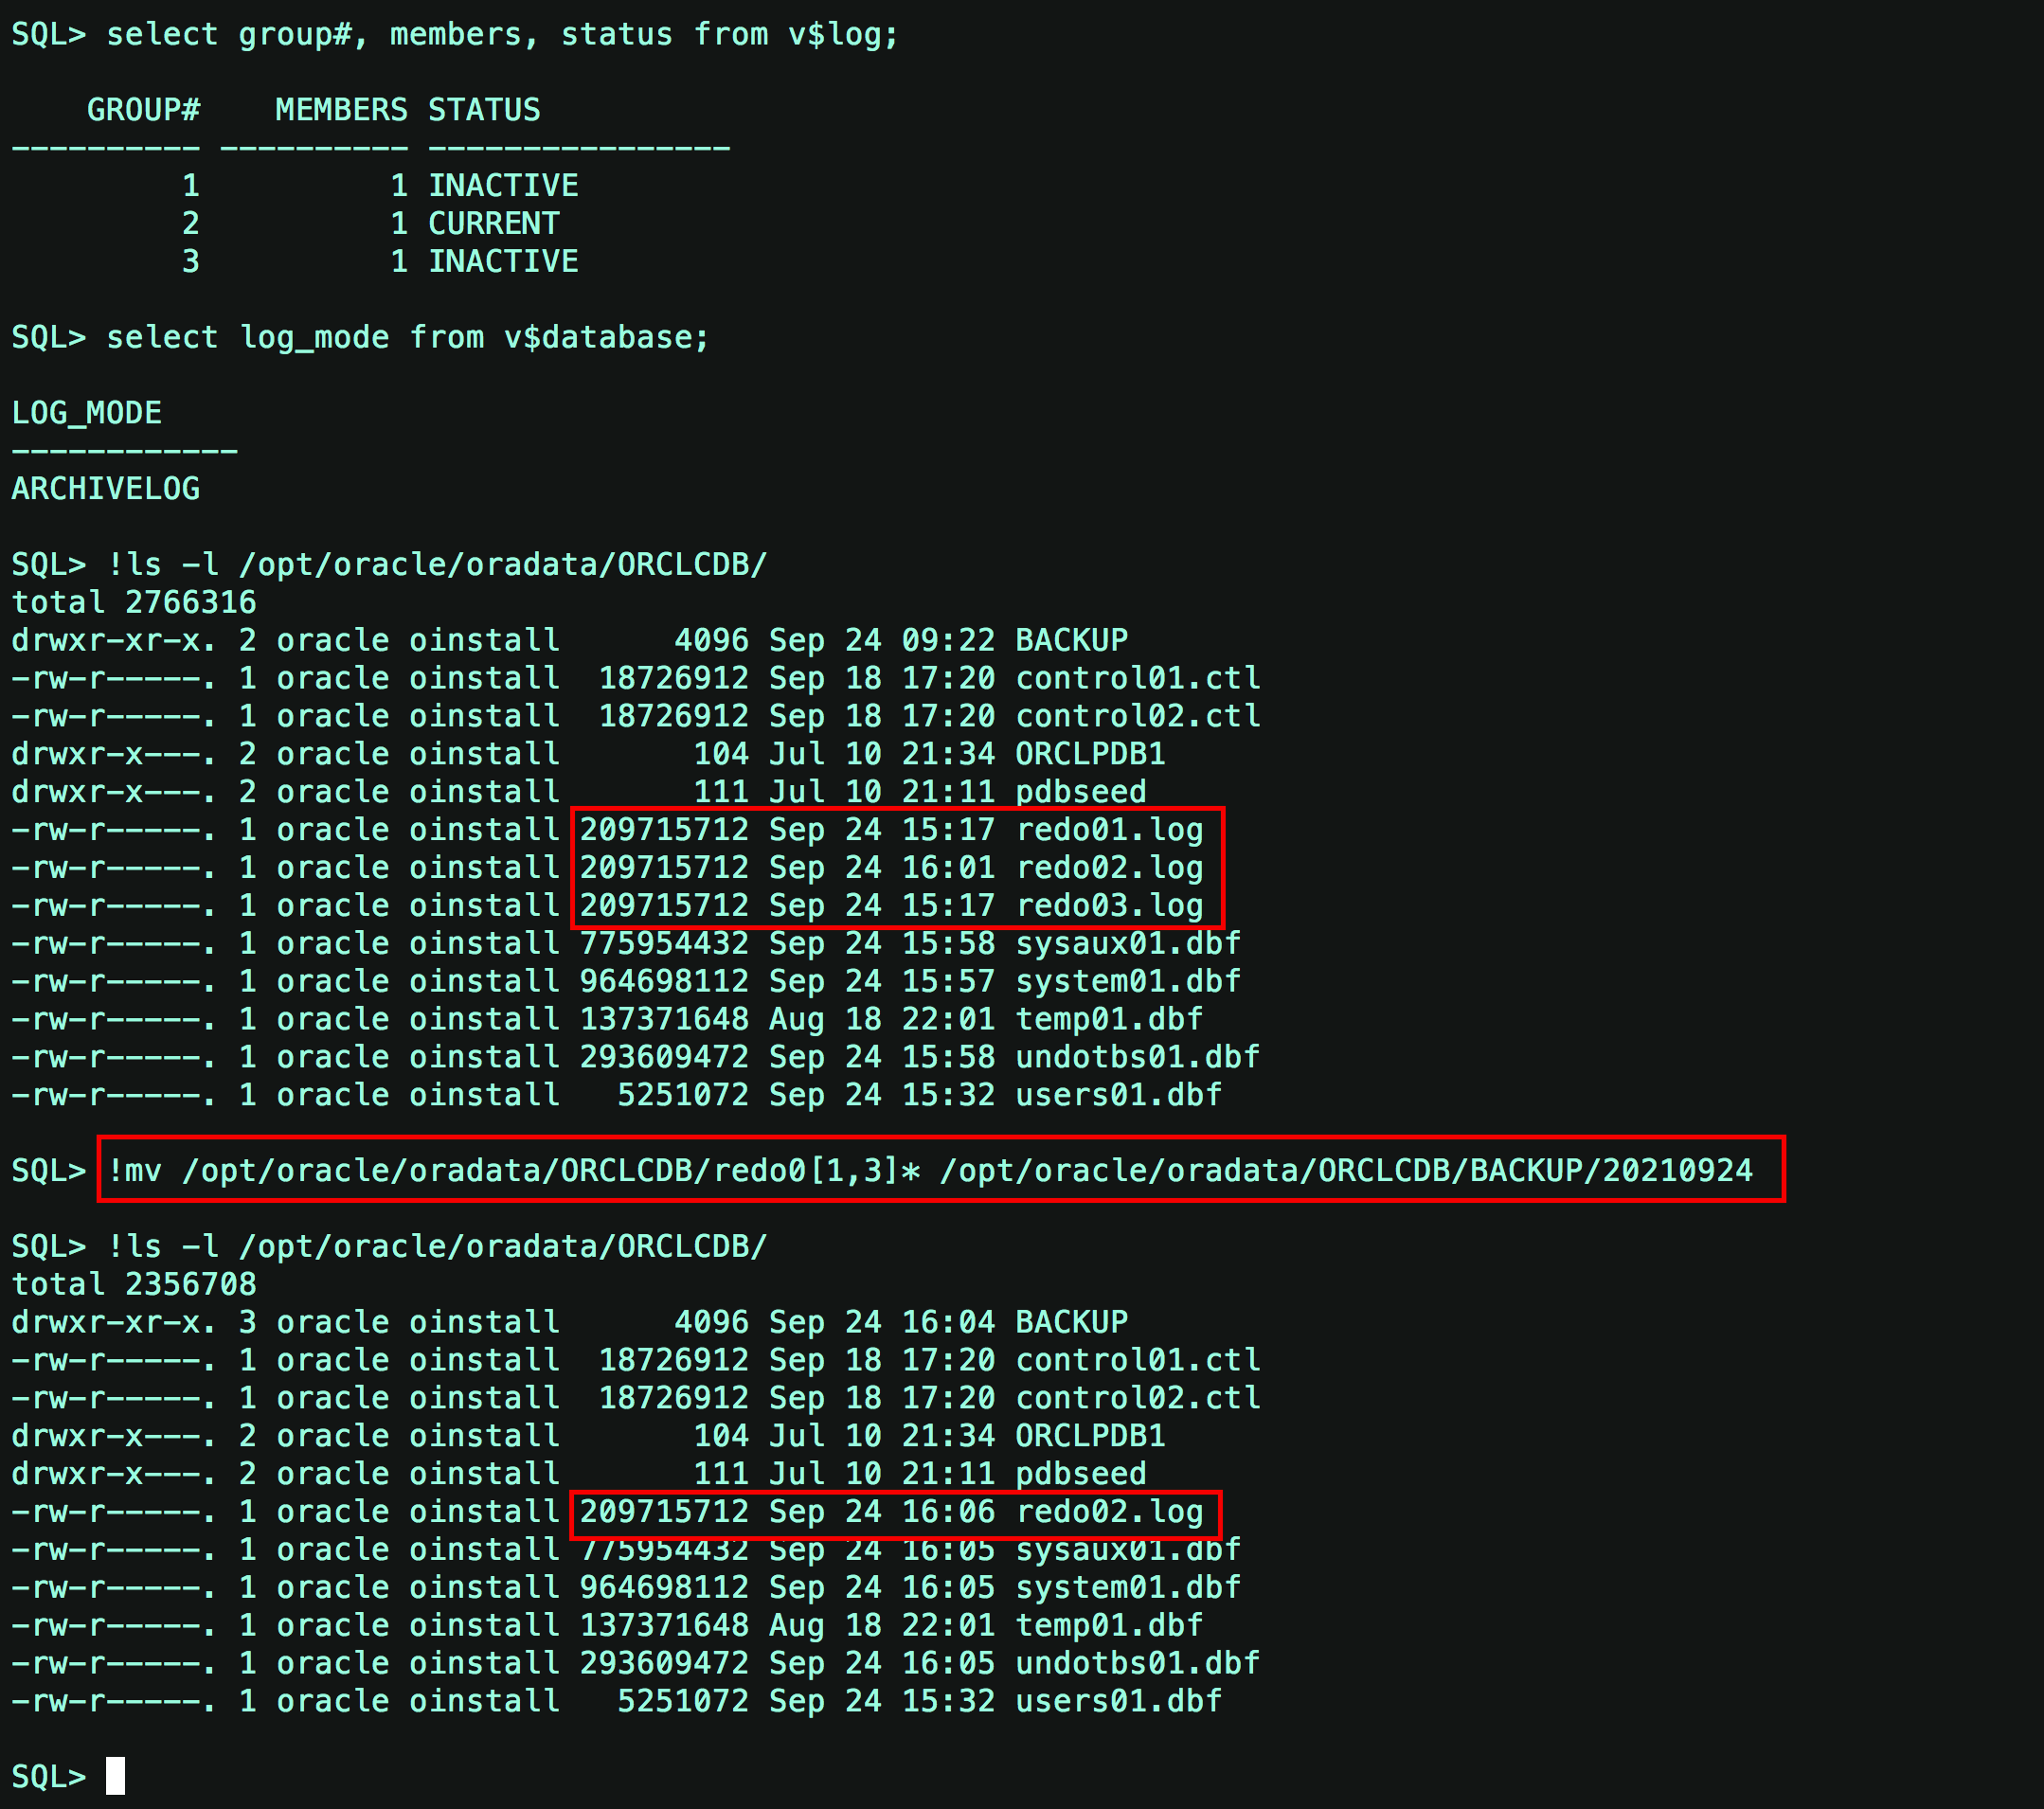 SQL> select group#, members, status from v$log;

    GROUP#    MEMBERS STATUS
---------- ---------- ----------------
         1          1 INACTIVE
         2          1 CURRENT
         3          1 INACTIVE

SQL> select log_mode from v$database;

LOG_MODE
------------
ARCHIVELOG

SQL> !ls -l /opt/oracle/oradata/ORCLCDB/
total 2766316
drwxr-xr-x. 2 oracle oinstall      4096 Sep 24 09:22 BACKUP
-rw-r-----. 1 oracle oinstall  18726912 Sep 18 17:20 control01.ctl
-rw-r-----. 1 oracle oinstall  18726912 Sep 18 17:20 control02.ctl
drwxr-x---. 2 oracle oinstall       104 Jul 10 21:34 ORCLPDB1
drwxr-x---. 2 oracle oinstall       111 Jul 10 21:11 pdbseed
-rw-r-----. 1 oracle oinstall 209715712 Sep 24 15:17 redo01.log
-rw-r-----. 1 oracle oinstall 209715712 Sep 24 16:01 redo02.log
-rw-r-----. 1 oracle oinstall 209715712 Sep 24 15:17 redo03.log
-rw-r-----. 1 oracle oinstall 775954432 Sep 24 15:58 sysaux01.dbf
-rw-r-----. 1 oracle oinstall 964698112 Sep 24 15:57 system01.dbf
-rw-r-----. 1 oracle oinstall 137371648 Aug 18 22:01 temp01.dbf
-rw-r-----. 1 oracle oinstall 293609472 Sep 24 15:58 undotbs01.dbf
-rw-r-----. 1 oracle oinstall   5251072 Sep 24 15:32 users01.dbf

SQL> !mv /opt/oracle/oradata/ORCLCDB/redo0[1,3]* /opt/oracle/oradata/ORCLCDB/BACKUP/20210924

SQL> !ls -l /opt/oracle/oradata/ORCLCDB/
total 2356708
drwxr-xr-x. 3 oracle oinstall      4096 Sep 24 16:04 BACKUP
-rw-r-----. 1 oracle oinstall  18726912 Sep 18 17:20 control01.ctl
-rw-r-----. 1 oracle oinstall  18726912 Sep 18 17:20 control02.ctl
drwxr-x---. 2 oracle oinstall       104 Jul 10 21:34 ORCLPDB1
drwxr-x---. 2 oracle oinstall       111 Jul 10 21:11 pdbseed
-rw-r-----. 1 oracle oinstall 209715712 Sep 24 16:06 redo02.log
-rw-r-----. 1 oracle oinstall 775954432 Sep 24 16:05 sysaux01.dbf
-rw-r-----. 1 oracle oinstall 964698112 Sep 24 16:05 system01.dbf
-rw-r-----. 1 oracle oinstall 137371648 Aug 18 22:01 temp01.dbf
-rw-r-----. 1 oracle oinstall 293609472 Sep 24 16:05 undotbs01.dbf
-rw-r-----. 1 oracle oinstall   5251072 Sep 24 15:32 users01.dbf

SQL>